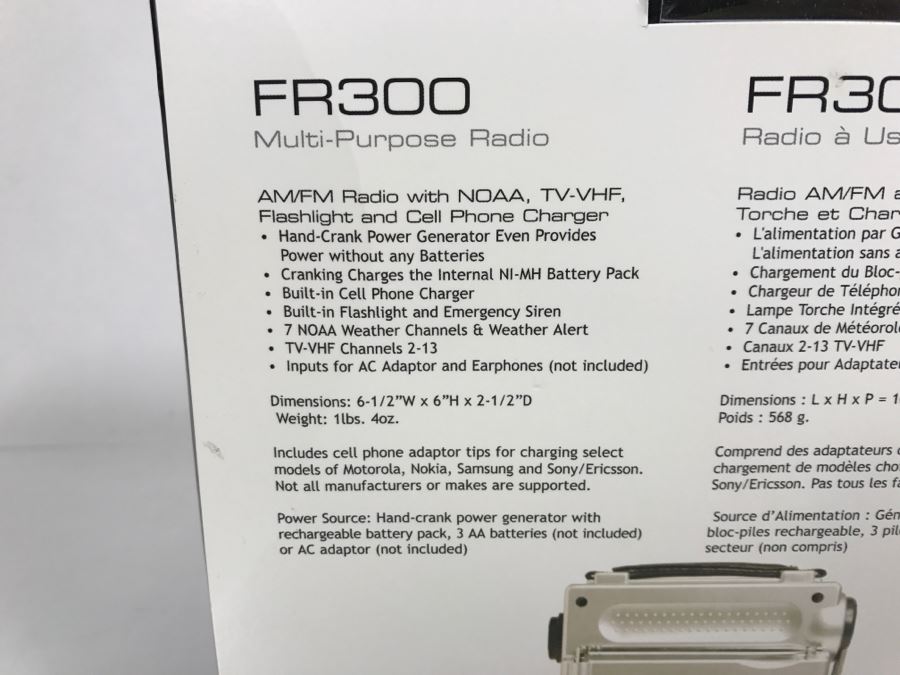 FR300
Multi-Purpose Radio
AM/FM Radio with NOAA, TV-VHF,
Flashlight and Cell Phone Charger
• Hand-Crank Power Generator Even Provides
Power without any Batteries
• Cranking Charges the Internal NI-MH Battery Pack
• Built-in Cell Phone Charger
• Built-in Flashlight and Emergency Siren
• 7 NOAA Weather Channels & Weather Alert
• TV-VHF Channels 2-13
• Inputs for AC Adaptor and Earphones (not included)
Dimensions: 6-1/2"W x 6"H x 2-1/2"D
Weight: 1lbs. 4oz.
Includes cell phone adaptor tips for charging select
models of Motorola, Nokia, Samsung and Sony/Ericsson.
Not all manufacturers or makes are supported.
Power Source: Hand-crank power generator with
rechargeable battery pack, 3 AA batteries (not included)
or AC adaptor (not included)
FR30
Radio à Us
Radio AM/FM a
Torche et Char
• L'alimentation par G
L'alimentation sans a
• Chargement du Bloc-
• Chargeur de Télépho
• Lampe Torche Intégré
• 7 Canaux de Météorol
• Canaux 2-13 TV-VHF
• Entrées pour Adaptate
Dimensions : L x H x P = 1
Poids : 568 g.
Comprend des adaptateurs
chargement de modèles cho
Sony/Ericsson. Pas tous les fa
Source d'Alimentation : Gén
bloc-piles rechargeable, 3 pil
secteur (non compris)